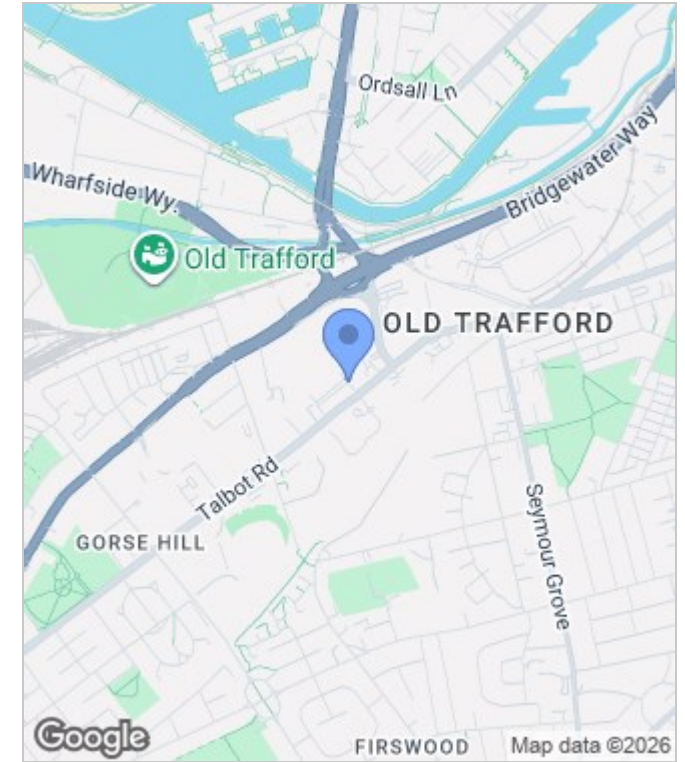 Ordsall Ln
Bridgewater Way
Wharfside Wy.
Old Trafford
OLD TRAFFORD
Talbot Rd
Seymour Grove
GORSE HILL
FIRSWOOD
Google
Map data ©2026